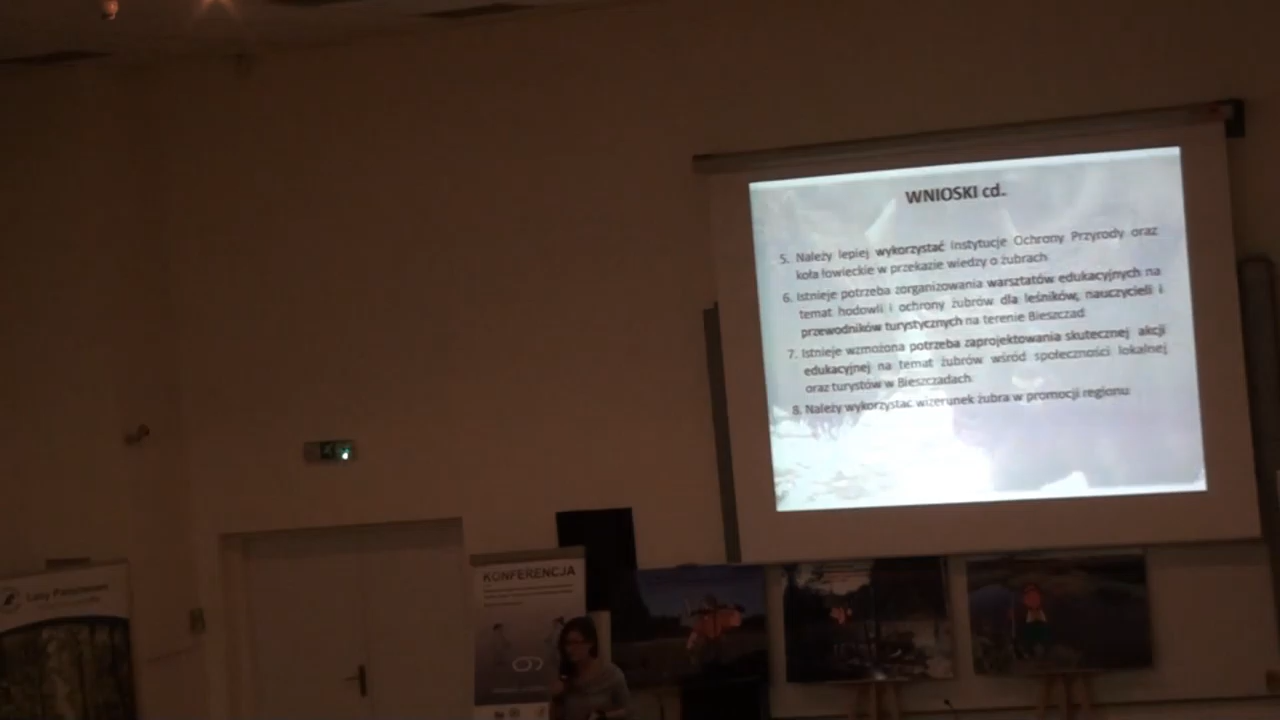 WNIOSKI cd.
5. Należy lepiej wykorzystać Instytucje Ochrony Przyrody oraz
koła łowieckie w przekazie wiedzy o żubrach
6. Istnieje potrzeba zorganizowania warsztatów edukacyjnych na
temat hodowli i ochrony żubrów dla leśników, nauczycieli i
przewodników turystycznych na terenie Bieszczad
7. Istnieje wzmożona potrzeba zaprojektowania skutecznej akcji
edukacyjnej na temat żubrów wśród społeczności lokalnej
oraz turystów w Bieszczadach
8. Należy wykorzystać wizerunek żubra w promocji regionu
KONFERENCJA
Lasy Państwowe